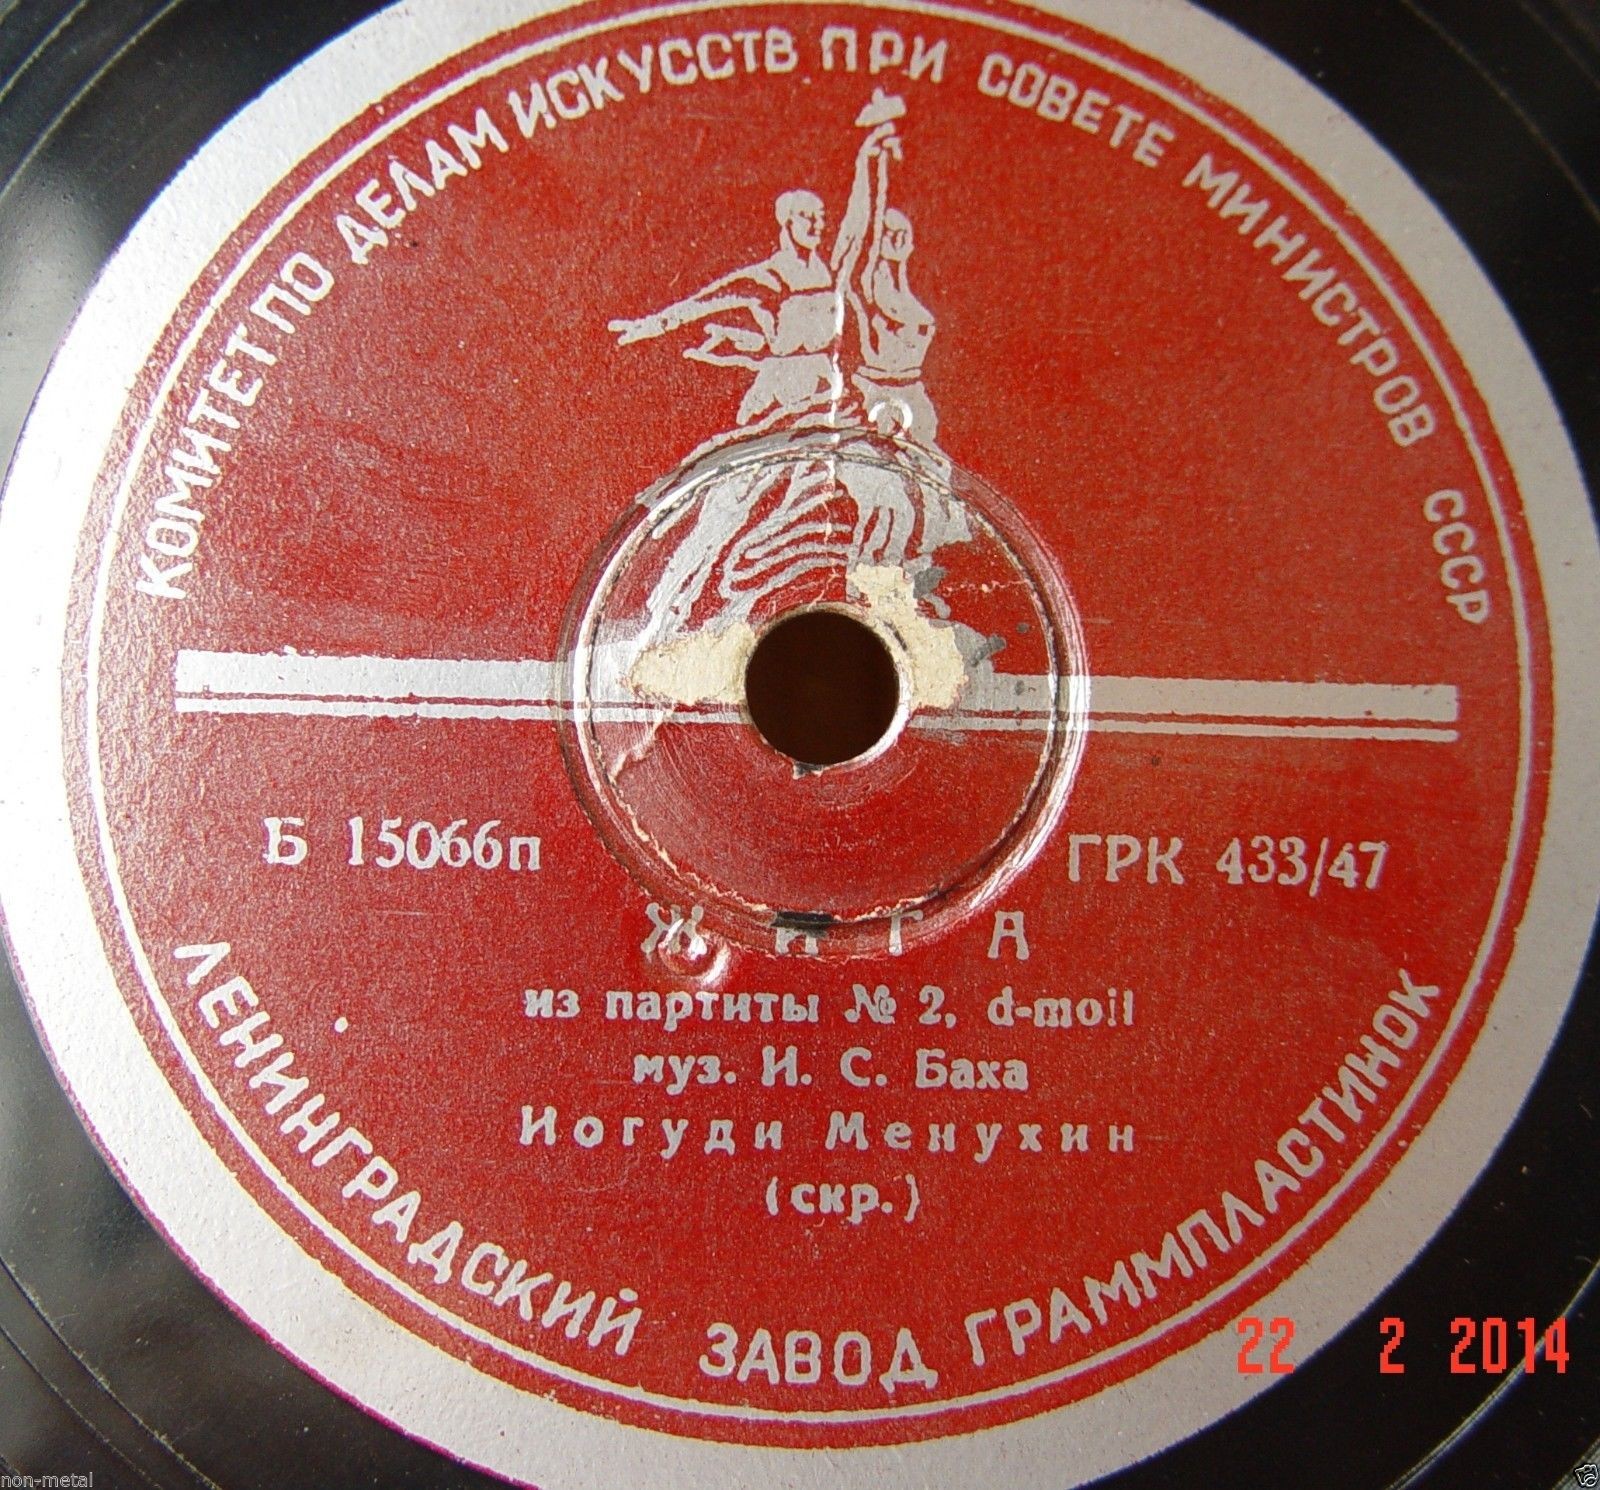 КОМИТЕТ ПО ДЕЛАМ ИСКУССТВ ПРИ СОВЕТЕ МИНИСТРОВ СССР
Б 15066п ГРК 433/47
ЖИГА
из партиты № 2, d-moll
муз. И. С. Баха
Иогуди Менухин
(скр.)
ЛЕНИНГРАДСКИЙ ЗАВОД ГРАММПЛАСТИНОК
22 2 2014
non-metal